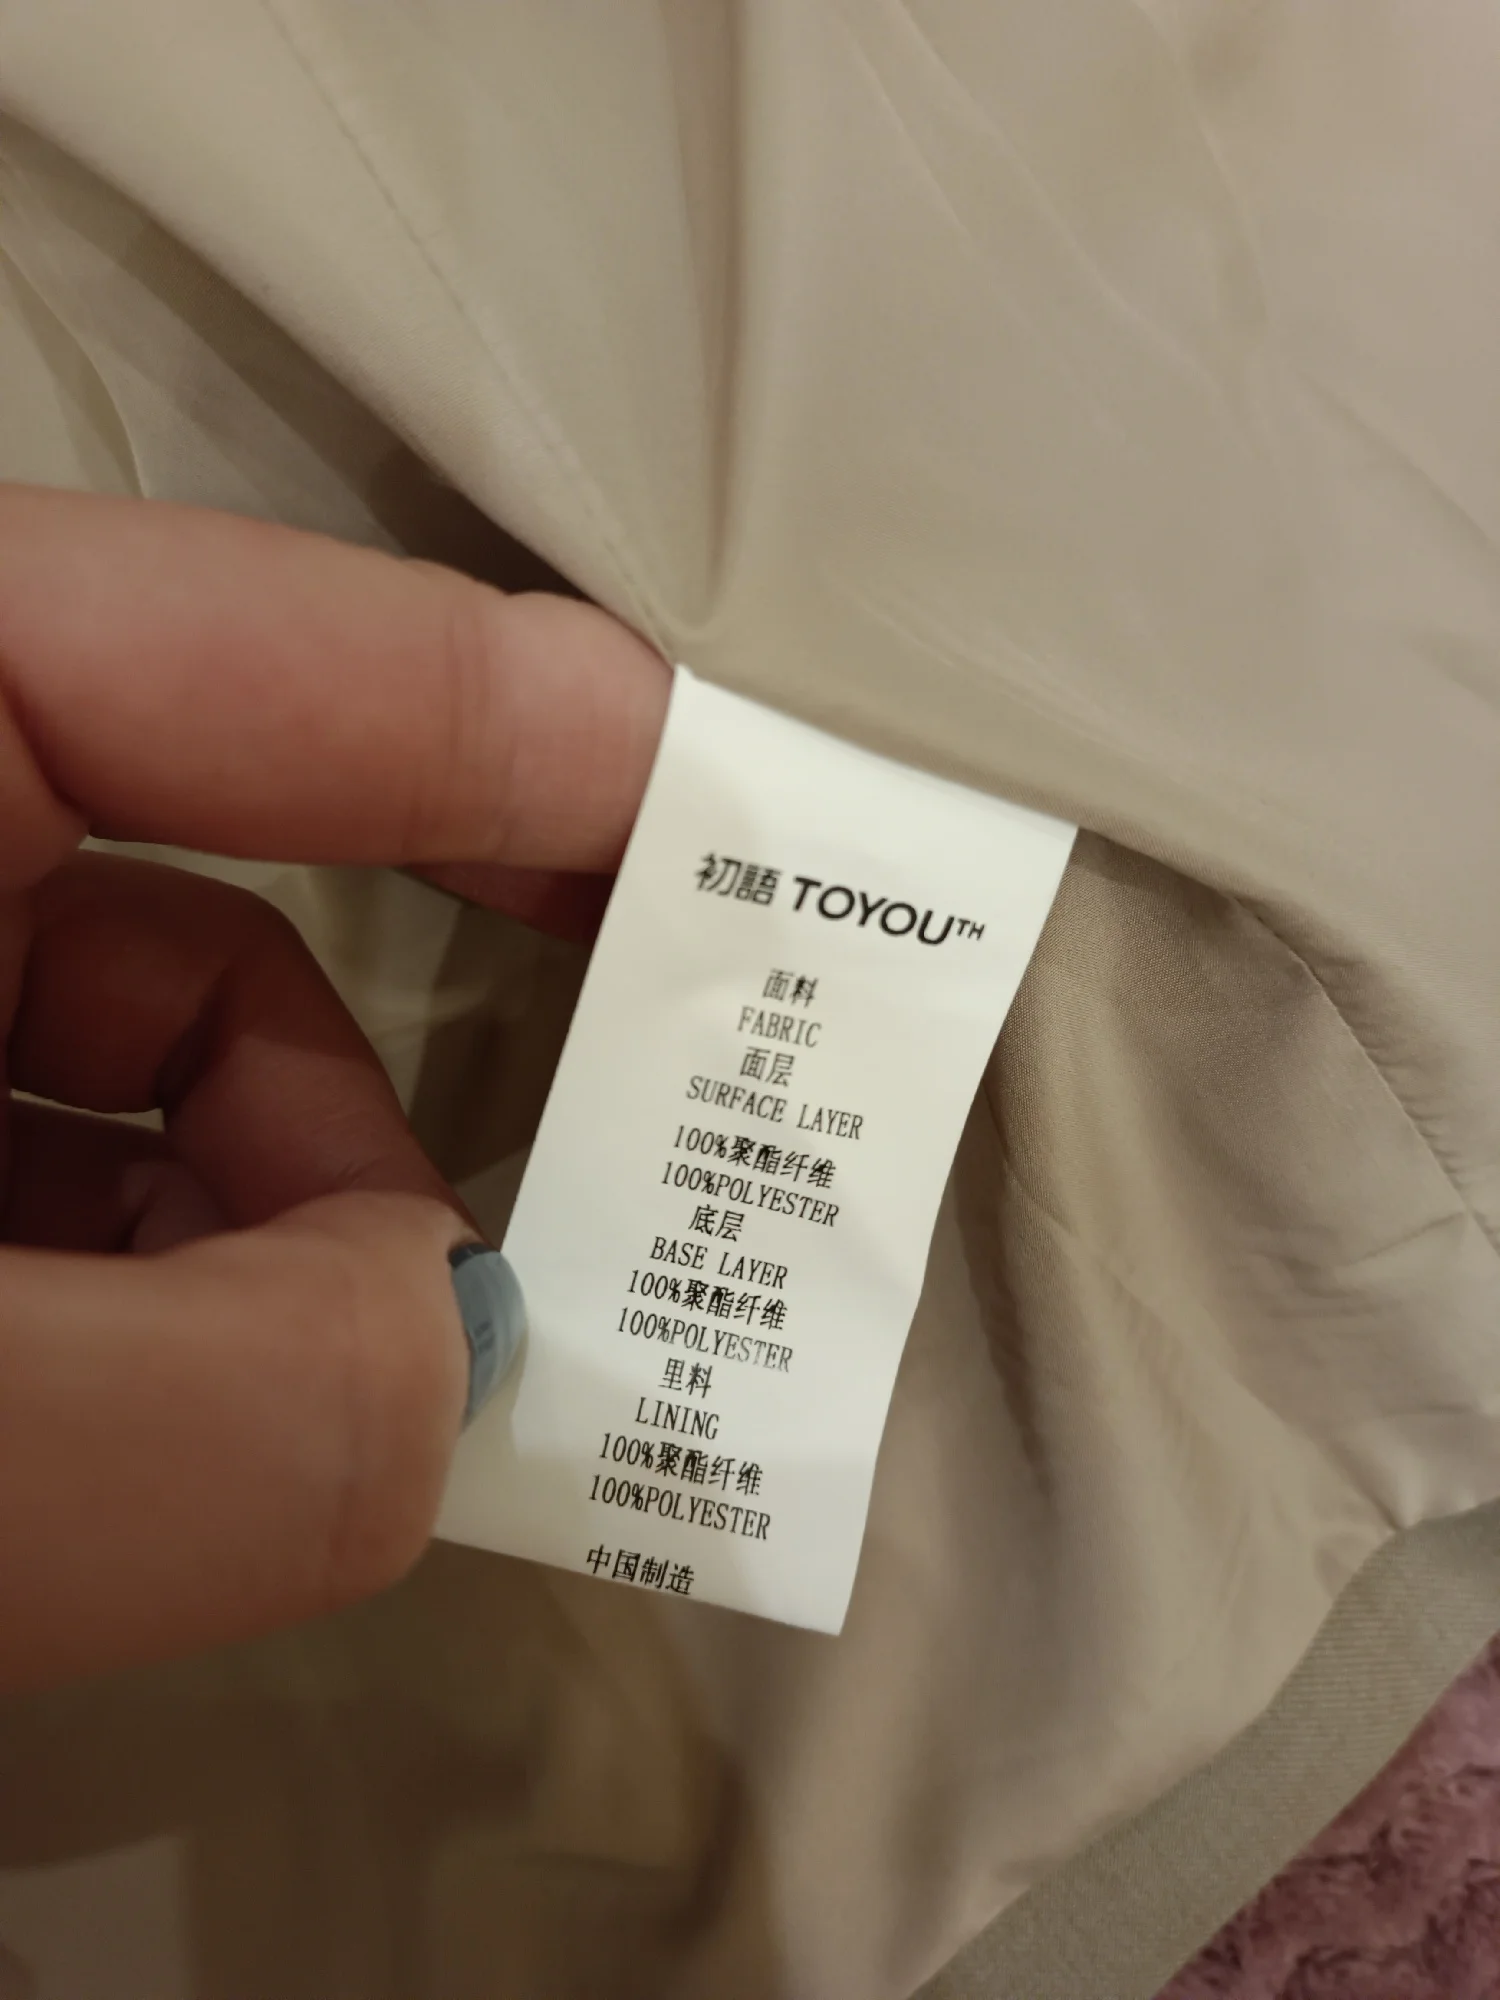 初語 TOYOU™
面料
FABRIC
面层
SURFACE LAYER
100%聚酯纤维
100%POLYESTER
底层
BASE LAYER
100%聚酯纤维
100%POLYESTER
里料
LINING
100%聚酯纤维
100%POLYESTER
中国制造